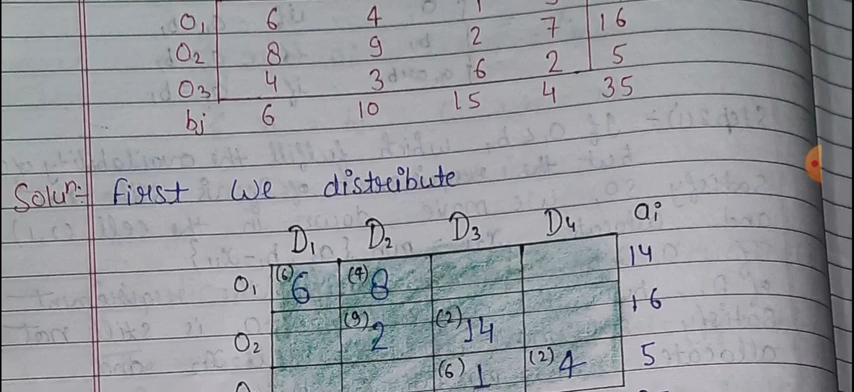 O1 6 4 1
O2 8 9 2 7 16
O3 4 3 6 2 5
bj 6 10 15 4 35
Solun:- First we distribute
D1 D2 D3 D4 ai
O1 (6) 6 (4) 8 14
O2 (9) 2 (2) 14 16
(6) 1 (2) 4 5